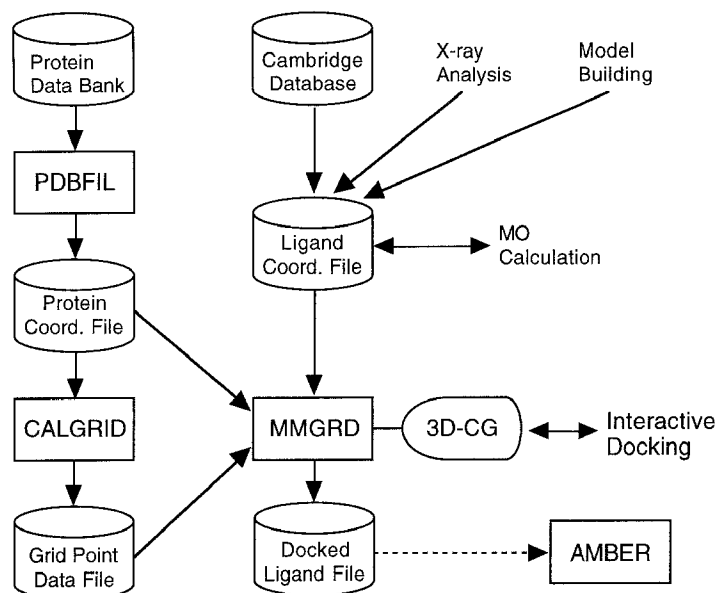 Protein
Data Bank
Cambridge
Database
X-ray
Analysis
Model
Building
PDBFIL
Ligand
Coord. File
MO
Calculation
Protein
Coord. File
CALGRID
MMGRD
3D-CG
Interactive
Docking
Grid Point
Data File
Docked
Ligand File
AMBER